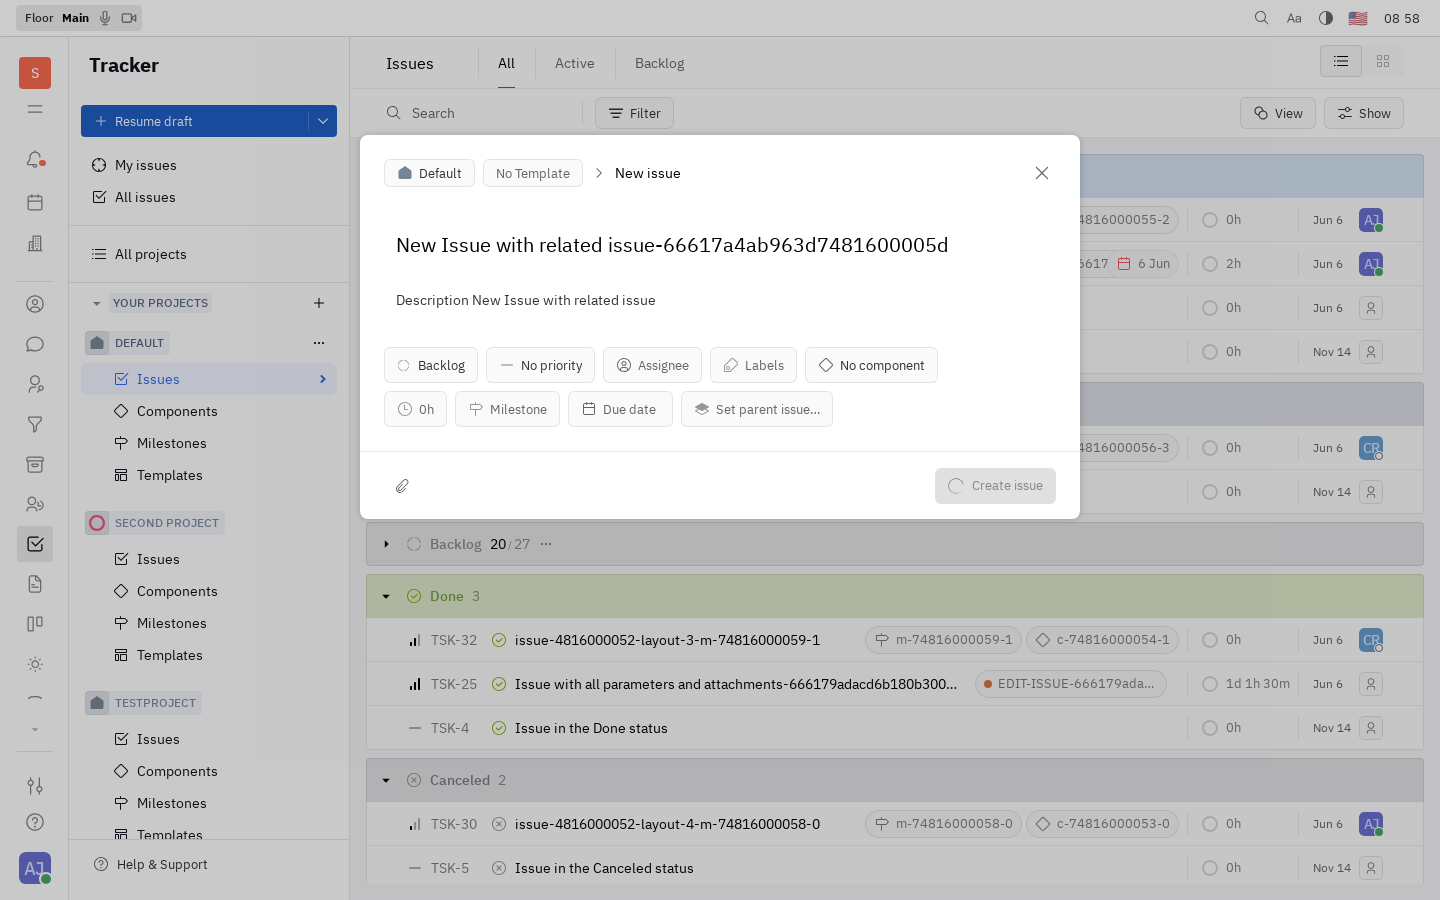 Floor Main
Aa
08 58
S
Tracker
Resume draft
My issues
All issues
All projects
YOUR PROJECTS
DEFAULT
Issues
Components
Milestones
Templates
SECOND PROJECT
Issues
Components
Milestones
Templates
TESTPROJECT
Issues
Components
Milestones
Templates
Help & Support
AJ
Issues All Active Backlog
Search Filter View Show
Default No Template New issue
New Issue with related issue-66617a4ab963d7481600005d
Description New Issue with related issue
Backlog No priority Assignee Labels No component
0h Milestone Due date Set parent issue...
Create issue
4816000055-2 0h Jun 6 AJ
6617 6 Jun 2h Jun 6 AJ
0h Jun 6
0h Nov 14
4816000056-3 0h Jun 6 CR
0h Nov 14
Backlog 20/27 ...
Done 3
TSK-32 issue-4816000052-layout-3-m-74816000059-1 m-74816000059-1 c-74816000054-1 0h Jun 6 CR
TSK-25 Issue with all parameters and attachments-666179adacd6b180b300... EDIT-ISSUE-666179ada... 1d 1h 30m Jun 6
TSK-4 Issue in the Done status 0h Nov 14
Canceled 2
TSK-30 issue-4816000052-layout-4-m-74816000058-0 m-74816000058-0 c-74816000053-0 0h Jun 6 AJ
TSK-5 Issue in the Canceled status 0h Nov 14